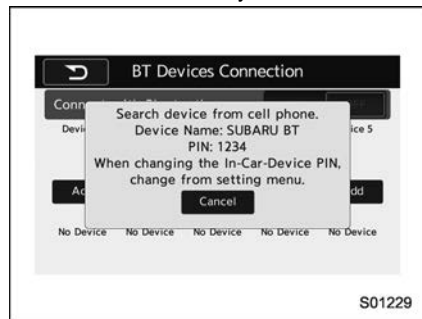 BT Devices Connection
Search device from cell phone.
Device Name: SUBARU BT
PIN: 1234
When changing the In-Car-Device PIN,
change from setting menu.
Cancel
No Device No Device No Device No Device No Device
S01229